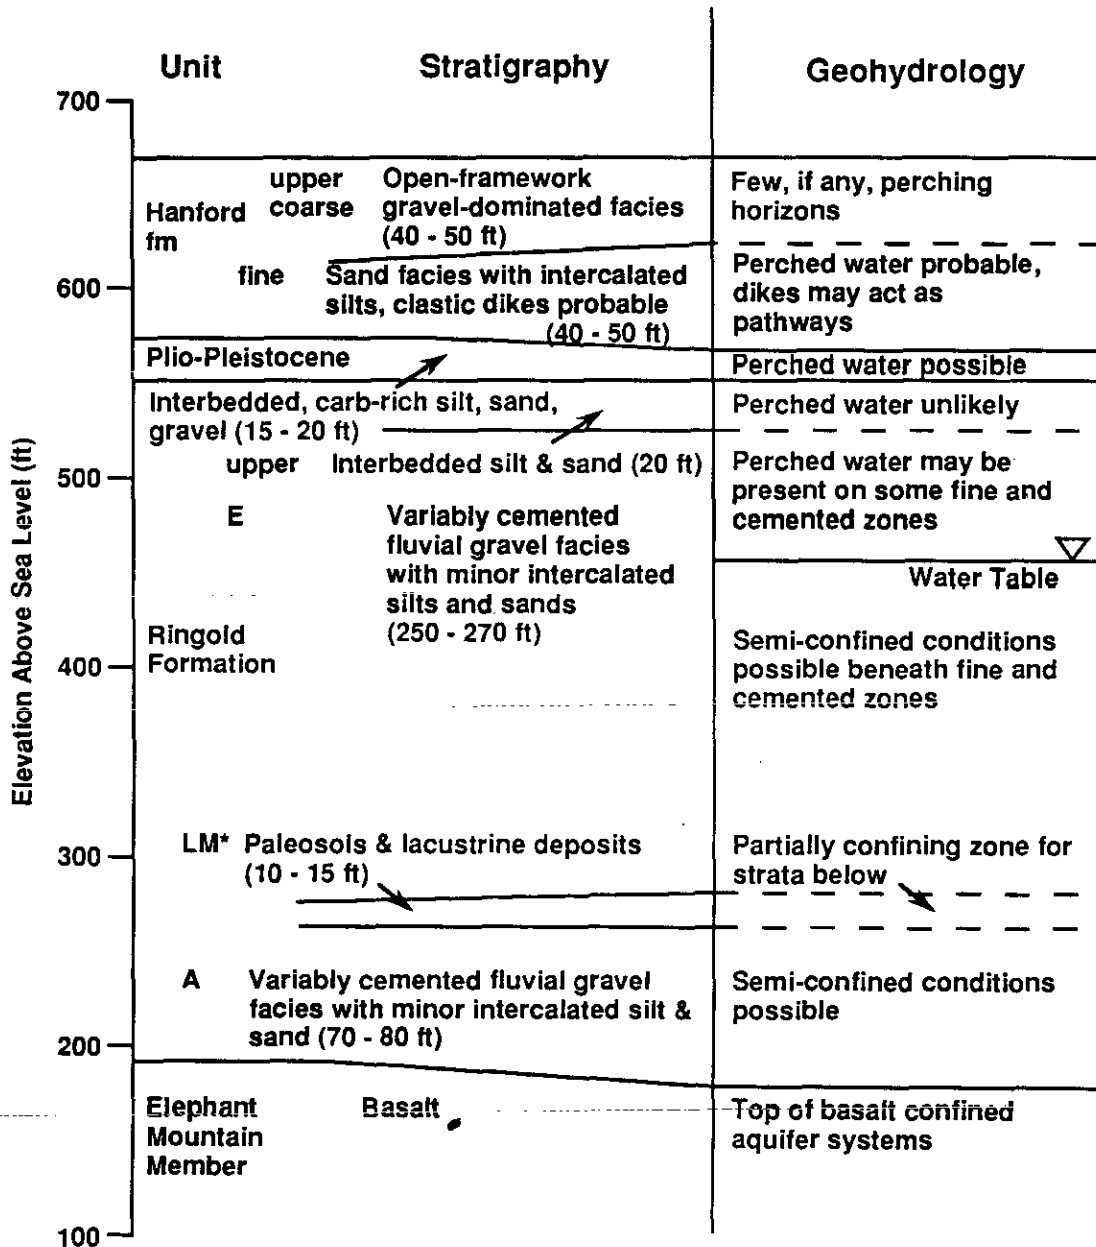 Unit Stratigraphy Geohydrology
Elevation Above Sea Level (ft)
700
600
500
400
300
200
100
Hanford
fm
upper
coarse
Open-framework
gravel-dominated facies
(40 - 50 ft)
Few, if any, perching
horizons
fine
Sand facies with intercalated
silts, clastic dikes probable
(40 - 50 ft)
Perched water probable,
dikes may act as
pathways
Plio-Pleistocene
Perched water possible
Interbedded, carb-rich silt, sand,
gravel (15 - 20 ft)
Perched water unlikely
upper
Interbedded silt & sand (20 ft)
Perched water may be
present on some fine and
cemented zones
E
Variably cemented
fluvial gravel facies
with minor intercalated
silts and sands
(250 - 270 ft)
Water Table
Ringold
Formation
Semi-confined conditions
possible beneath fine and
cemented zones
LM* Paleosols & lacustrine deposits
(10 - 15 ft)
Partially confining zone for
strata below
A
Variably cemented fluvial gravel
facies with minor intercalated silt &
sand (70 - 80 ft)
Semi-confined conditions
possible
Elephant
Mountain
Member
Basalt
Top of basalt confined
aquifer systems